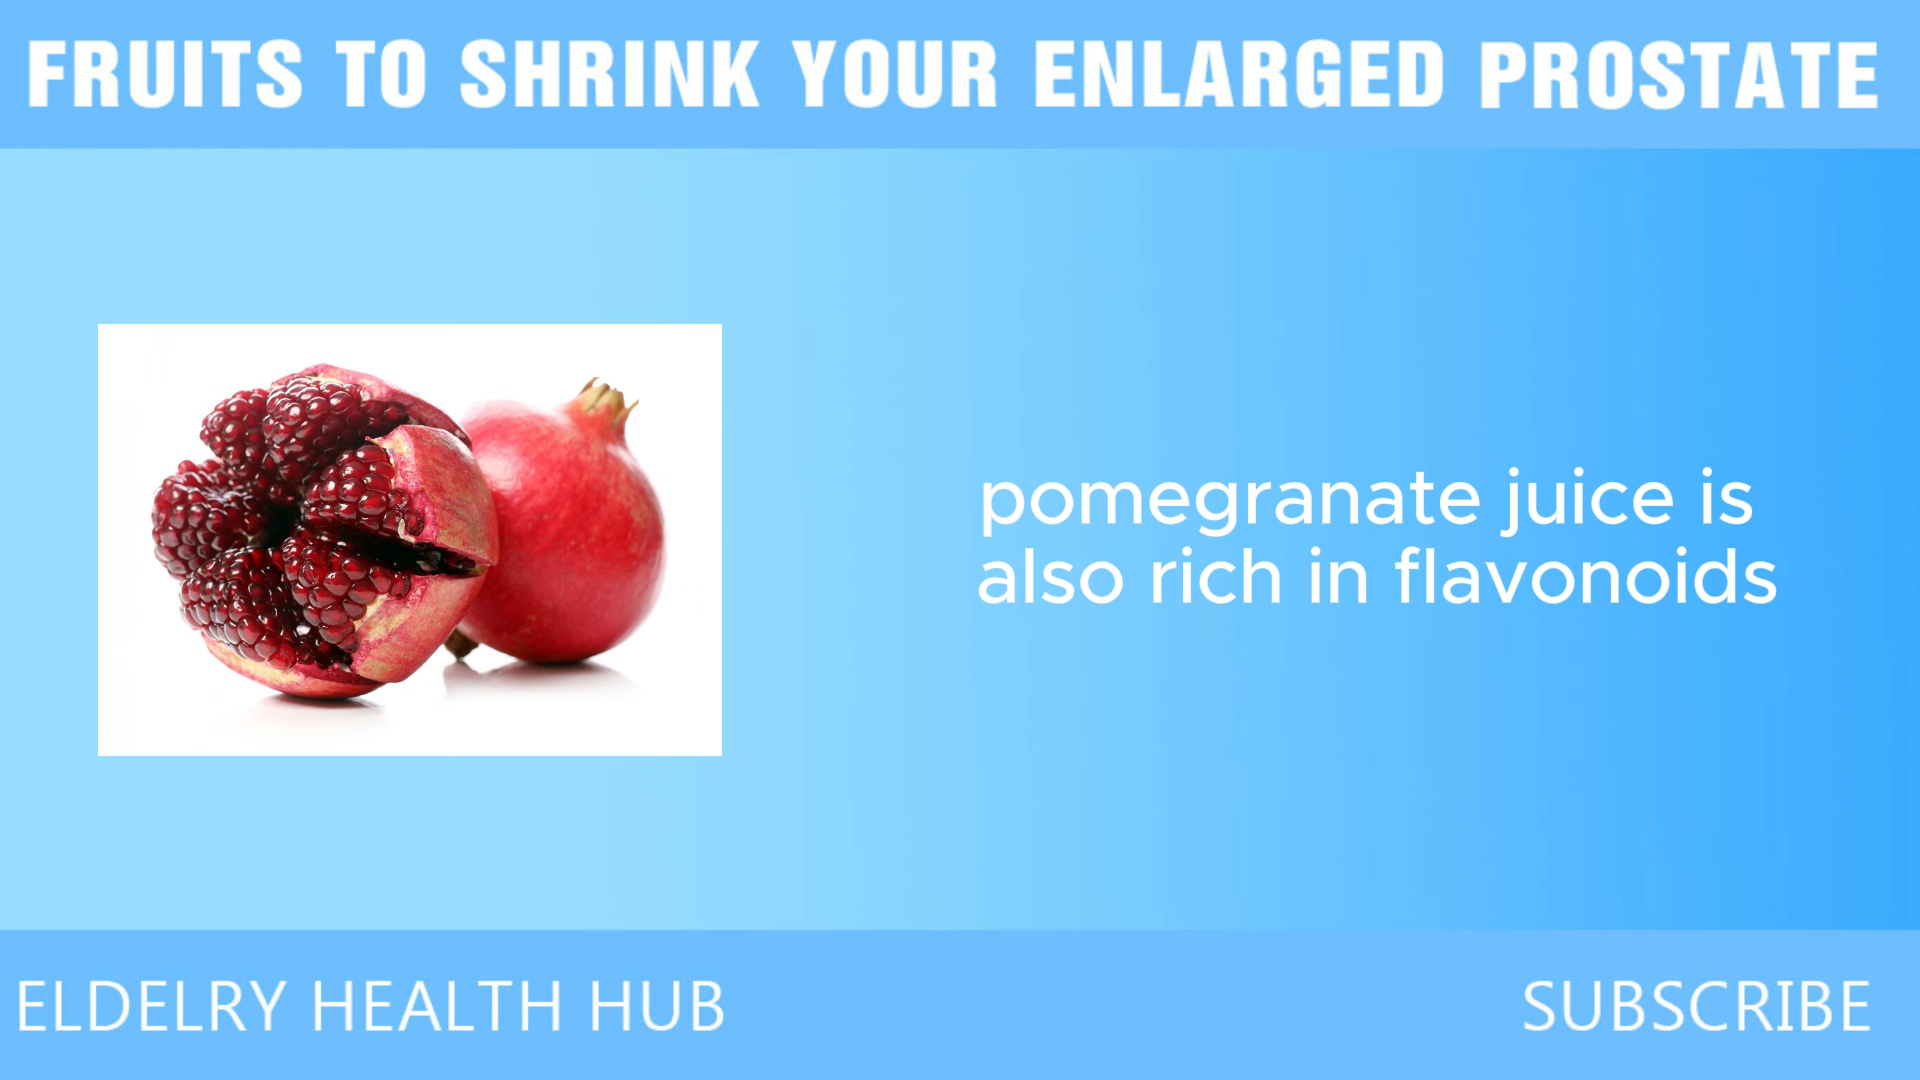 FRUITS TO SHRINK YOUR ENLARGED PROSTATE
pomegranate juice is
also rich in flavonoids
ELDELRY HEALTH HUB
SUBSCRIBE